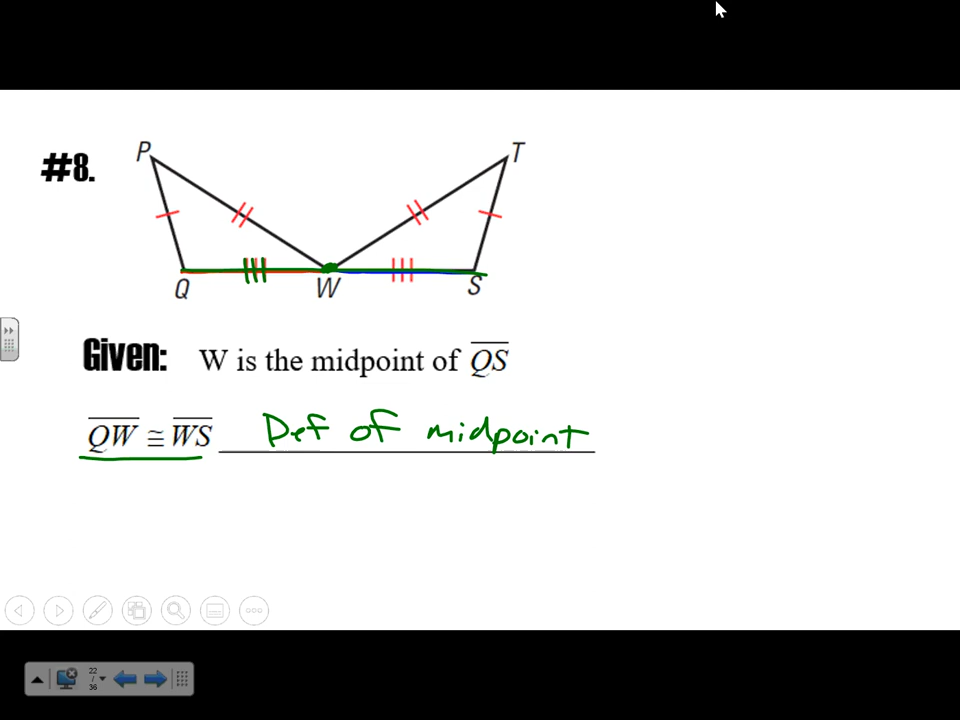 #8.
P
T
Q
W
S
Given: W is the midpoint of QS
QW ≅ WS Def of midpoint
22
/
36